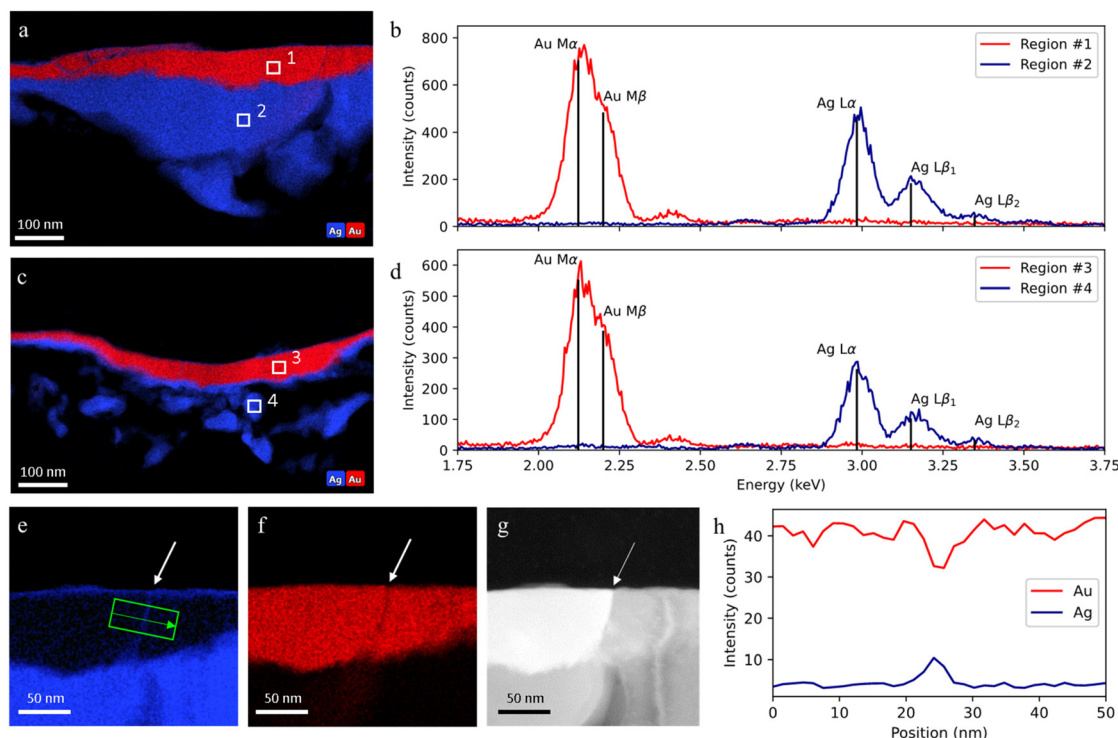 a
1
2
100 nm
Ag Au
b
Au Mα
Au Mβ
Ag Lα
Ag Lβ1
Ag Lβ2
Region #1
Region #2
Intensity (counts)
800
600
400
200
0
c
3
4
100 nm
Ag Au
d
Au Mα
Au Mβ
Ag Lα
Ag Lβ1
Ag Lβ2
Region #3
Region #4
Intensity (counts)
600
500
400
300
200
100
0
1.75 2.00 2.25 2.50 2.75 3.00 3.25 3.50 3.75
Energy (keV)
e
50 nm
f
50 nm
g
50 nm
h
Intensity (counts)
40
30
20
10
Au
Ag
0 10 20 30 40 50
Position (nm)